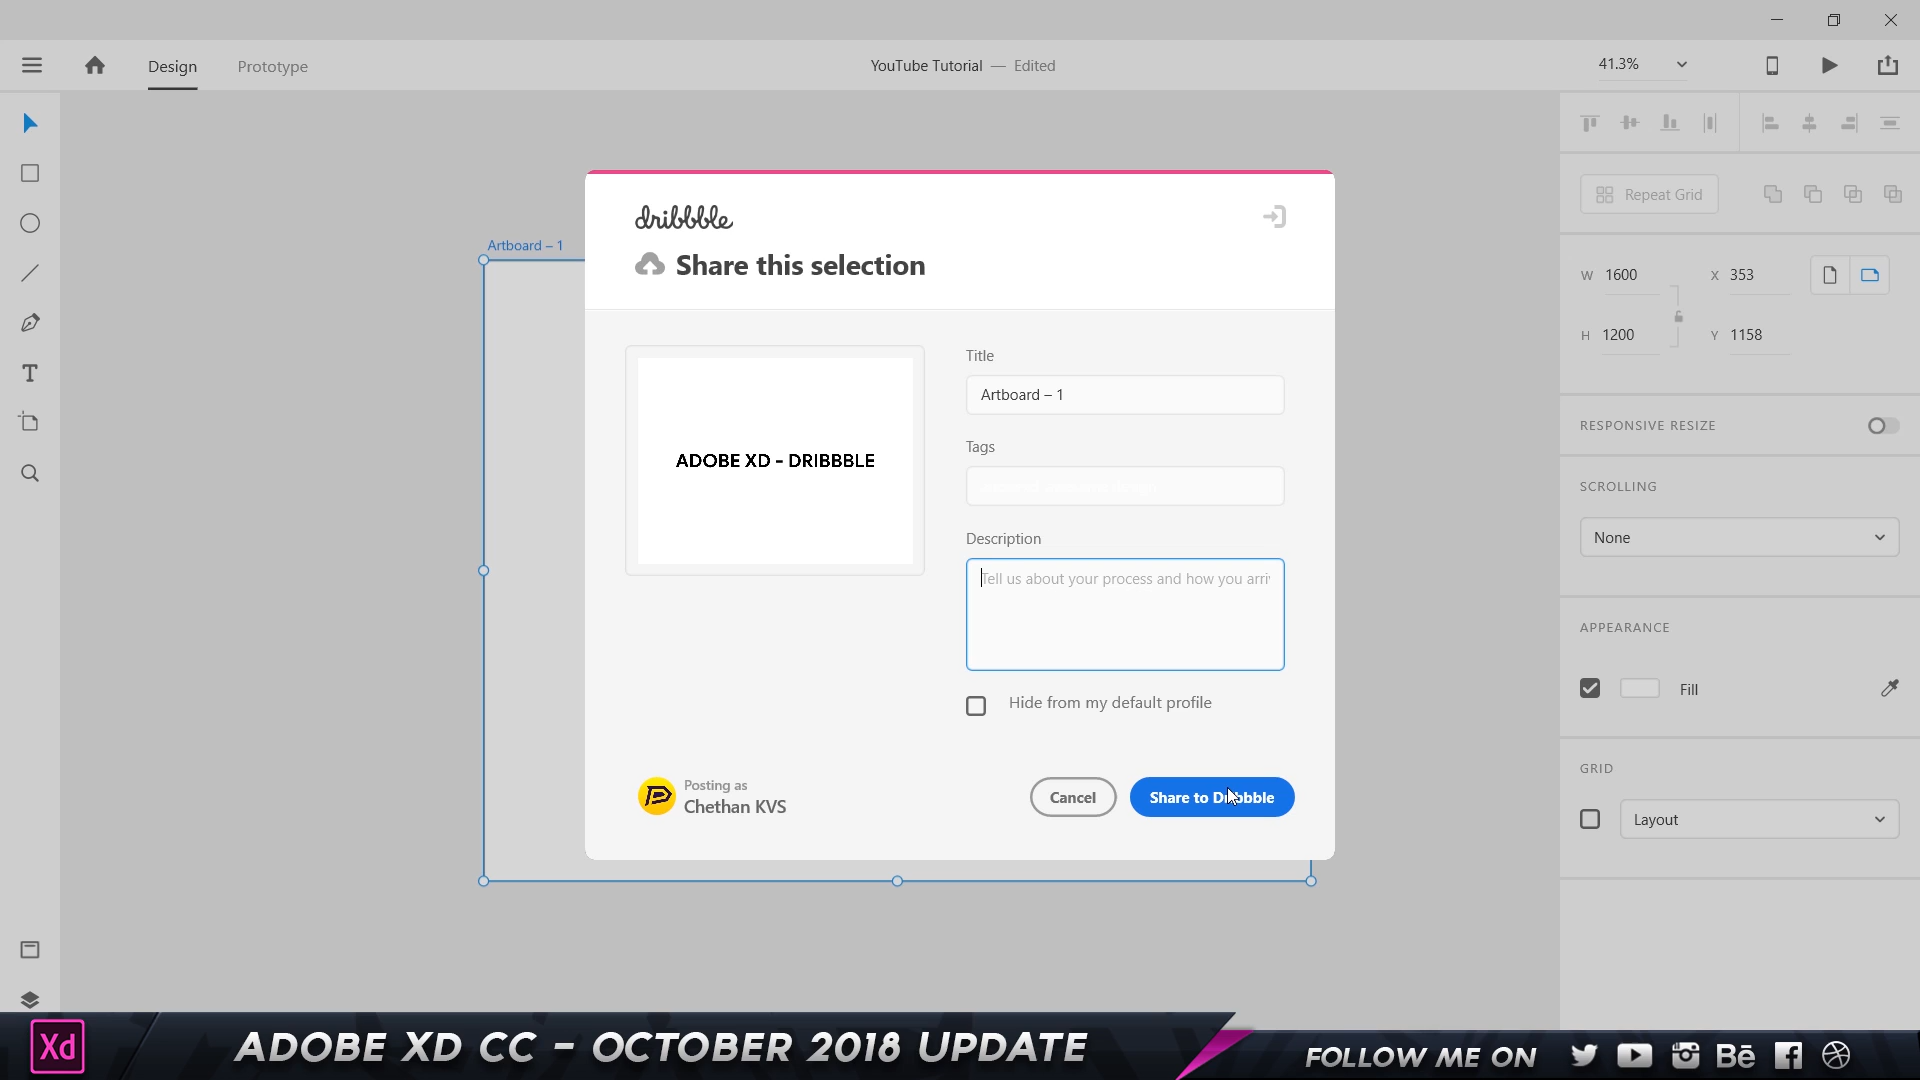 Design
Prototype
YouTube Tutorial — Edited
41.3%
T
Artboard – 1
dribbble
Share this selection
ADOBE XD - DRIBBBLE
Title
Artboard – 1
Tags
Description
Tell us about your process and how you arri
Hide from my default profile
Posting as
Chethan KVS
Cancel
Share to Dribbble
Repeat Grid
W 1600
X 353
H 1200
Y 1158
RESPONSIVE RESIZE
SCROLLING
None
APPEARANCE
Fill
GRID
Layout
Xd
ADOBE XD CC - OCTOBER 2018 UPDATE
FOLLOW ME ON
Bē